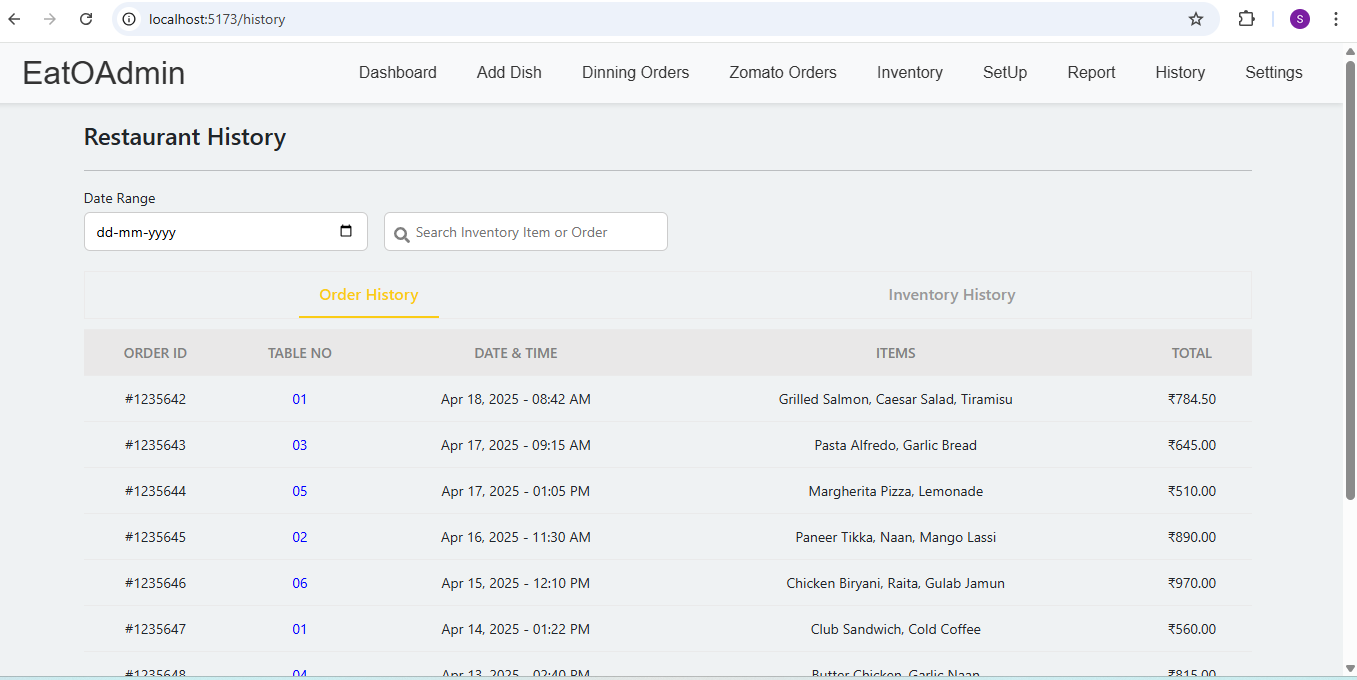 localhost:5173/history
S
EatOAdmin
Dashboard
Add Dish
Dinning Orders
Zomato Orders
Inventory
SetUp
Report
History
Settings
Restaurant History
Date Range
dd-mm-yyyy
Search Inventory Item or Order
Order History
Inventory History
ORDER ID TABLE NO DATE & TIME ITEMS TOTAL
#1235642 01 Apr 18, 2025 - 08:42 AM Grilled Salmon, Caesar Salad, Tiramisu ₹784.50
#1235643 03 Apr 17, 2025 - 09:15 AM Pasta Alfredo, Garlic Bread ₹645.00
#1235644 05 Apr 17, 2025 - 01:05 PM Margherita Pizza, Lemonade ₹510.00
#1235645 02 Apr 16, 2025 - 11:30 AM Paneer Tikka, Naan, Mango Lassi ₹890.00
#1235646 06 Apr 15, 2025 - 12:10 PM Chicken Biryani, Raita, Gulab Jamun ₹970.00
#1235647 01 Apr 14, 2025 - 01:22 PM Club Sandwich, Cold Coffee ₹560.00
#1235648 04 Apr 13, 2025 - 02:40 PM Butter Chicken, Garlic Naan ₹815.00